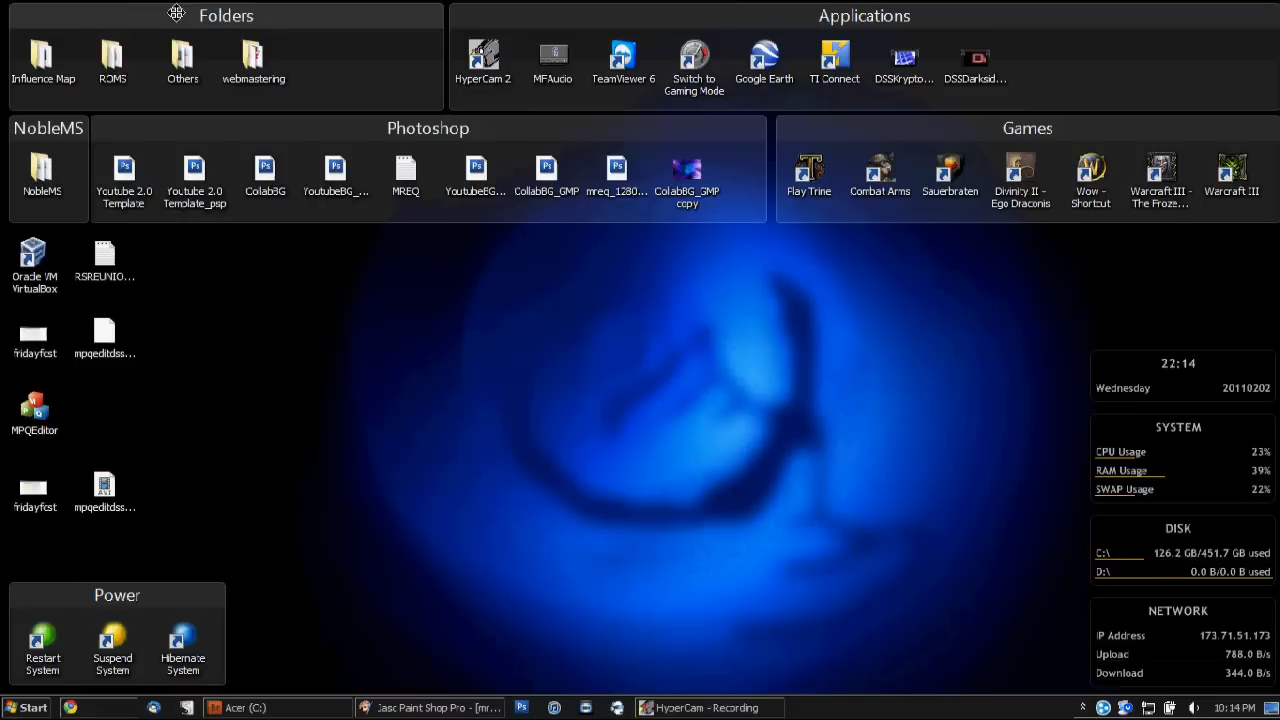 Folders
Applications
Influence Map
ROMS
Others
webmastering
HyperCam 2
MFAudio
TeamViewer 6
Switch to
Gaming Mode
Google Earth
TI Connect
DSSKrypto...
DSSDarksid...
NobleMS
Photoshop
Games
NobleMS
Youtube 2.0
Template
Youtube 2.0
Template_psp
CollabBG
YoutubeBG_...
MREQ
YoutubeBG...
CollabBG_GMP
mreq_1280...
ColabBG_GMP
copy
Play Trine
Combat Arms
Sauerbraten
Divinity II -
Ego Draconis
Wow -
Shortcut
Warcraft III -
The Froze...
Warcraft III
Oracle VM
VirtualBox
RSREUNIO...
fridayfcst
mpqeditdss...
MPQEditor
fridayfcst
mpqeditdss...
AVI
22:14
Wednesday 20110202
SYSTEM
CPU Usage 23%
RAM Usage 39%
SWAP Usage 22%
DISK
C:\ 126.2 GB/451.7 GB used
D:\ 0.0 B/0.0 B used
NETWORK
IP Address 173.71.51.173
Upload 788.0 B/s
Download 344.0 B/s
Power
Restart
System
Suspend
System
Hibernate
System
Start
Acer (C:)
Jasc Paint Shop Pro - [mr...
HyperCam - Recording
10:14 PM